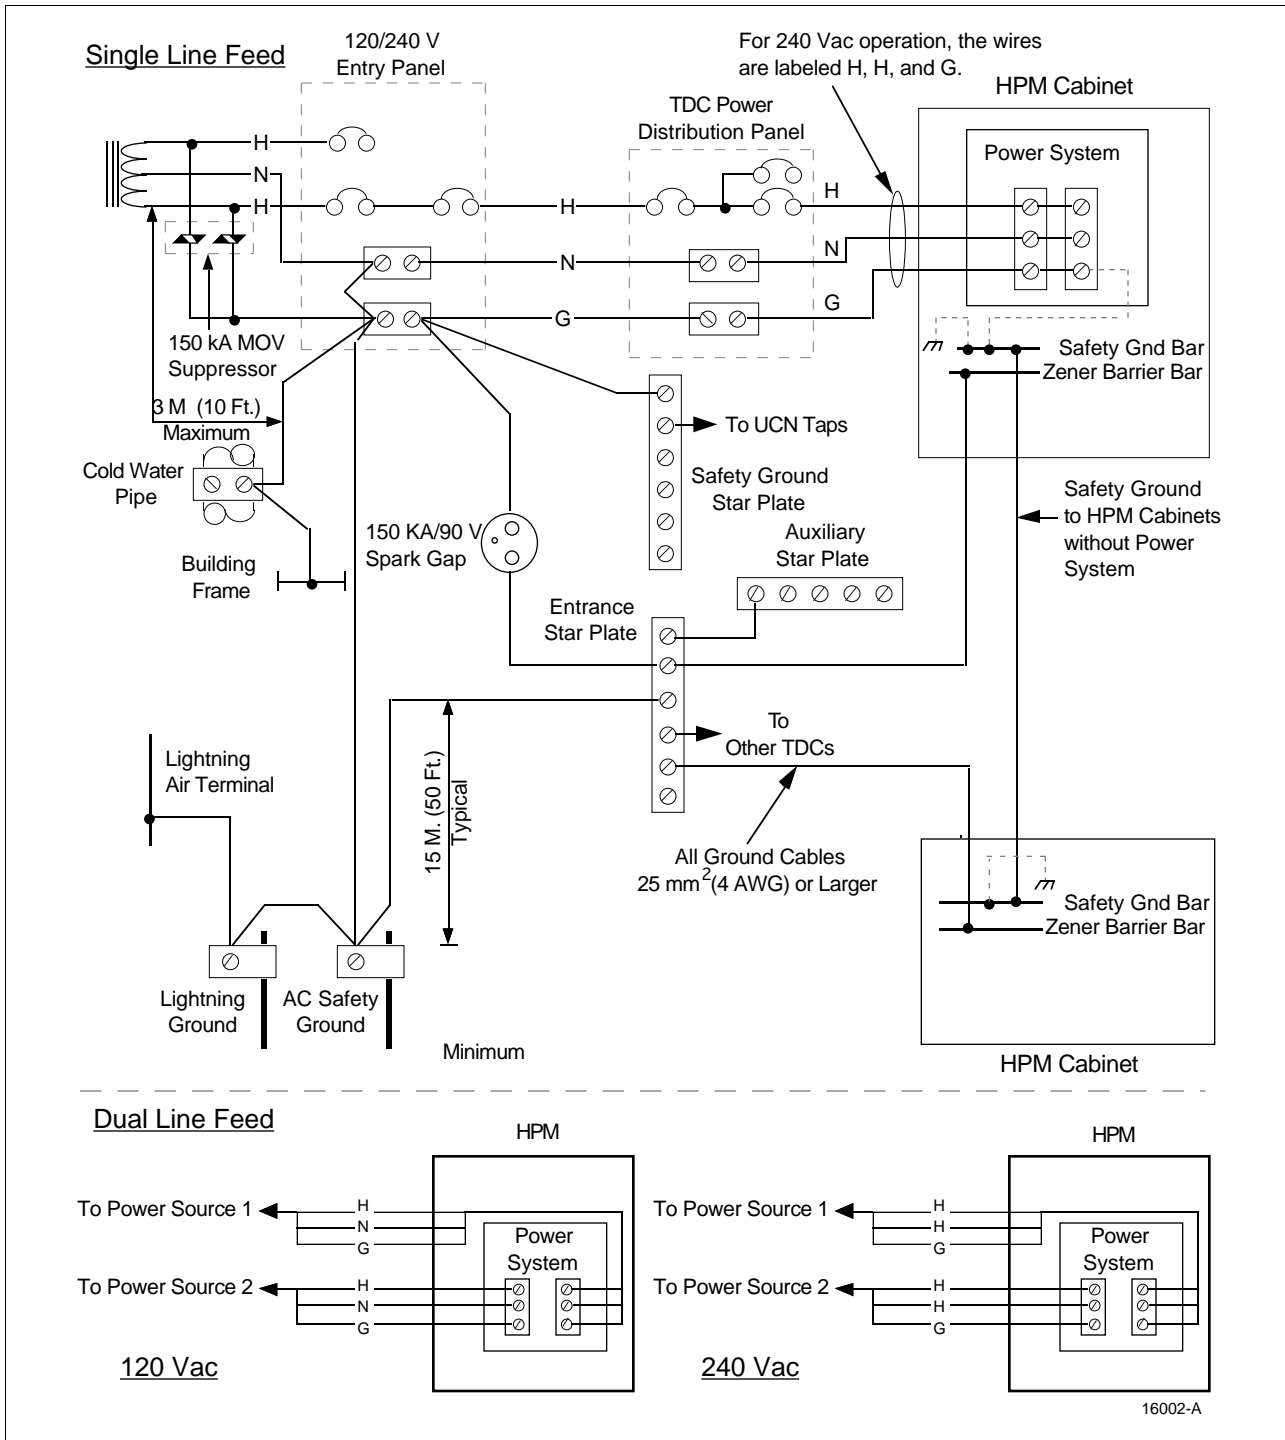 Single Line Feed
120/240 V
Entry Panel
For 240 Vac operation, the wires
are labeled H, H, and G.
HPM Cabinet
TDC Power
Distribution Panel
Power System
H
N
H
H
H
N
N
G
G
150 kA MOV
Suppressor
3 M (10 Ft.)
Maximum
Safety Gnd Bar
Zener Barrier Bar
To UCN Taps
Cold Water
Pipe
Safety Ground
Star Plate
Safety Ground
to HPM Cabinets
without Power
System
150 KA/90 V
Spark Gap
Auxiliary
Star Plate
Building
Frame
Entrance
Star Plate
To
Other TDCs
Lightning
Air Terminal
15 M. (50 Ft.)
Typical
All Ground Cables
25 mm2(4 AWG) or Larger
Safety Gnd Bar
Zener Barrier Bar
Lightning
Ground
AC Safety
Ground
Minimum
HPM Cabinet
Dual Line Feed
HPM
To Power Source 1
H
N
G
Power
System
To Power Source 2
H
N
G
120 Vac
HPM
To Power Source 1
H
H
G
Power
System
To Power Source 2
H
H
G
240 Vac
16002-A